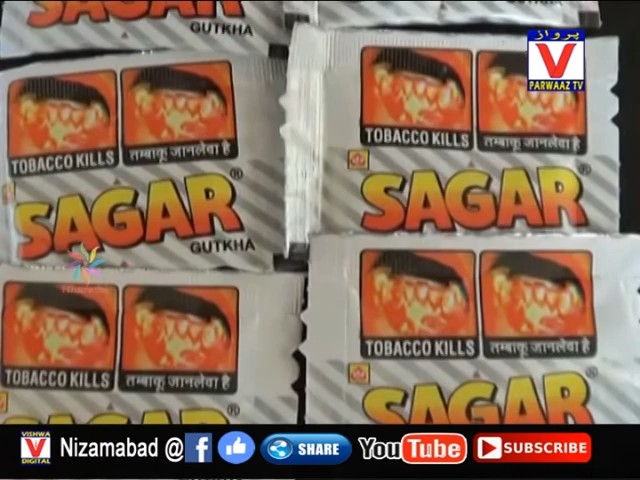 SAGAR
GUTKHA
پرواز
V
PARWAAZ TV
TOBACCO KILLS
तम्बाकू जानलेवा है
SAGAR®
GUTKHA
TOBACCO KILLS
तम्बाकू जानलेवा है
SAGAR®
TOBACCO KILLS
तम्बाकू जानलेवा है
SAGAR®
TOBACCO KILLS
तम्बाकू जानलेवा है
SAGAR®
VISHWA
V
DIGITAL
Nizamabad @ f SHARE YouTube SUBSCRIBE